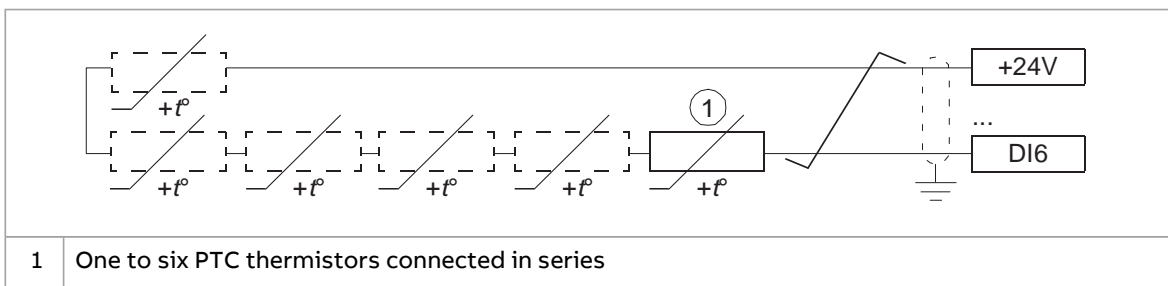 +24V
+t°
1
...
DI6
+t°
+t°
+t°
+t°
+t°
1 One to six PTC thermistors connected in series